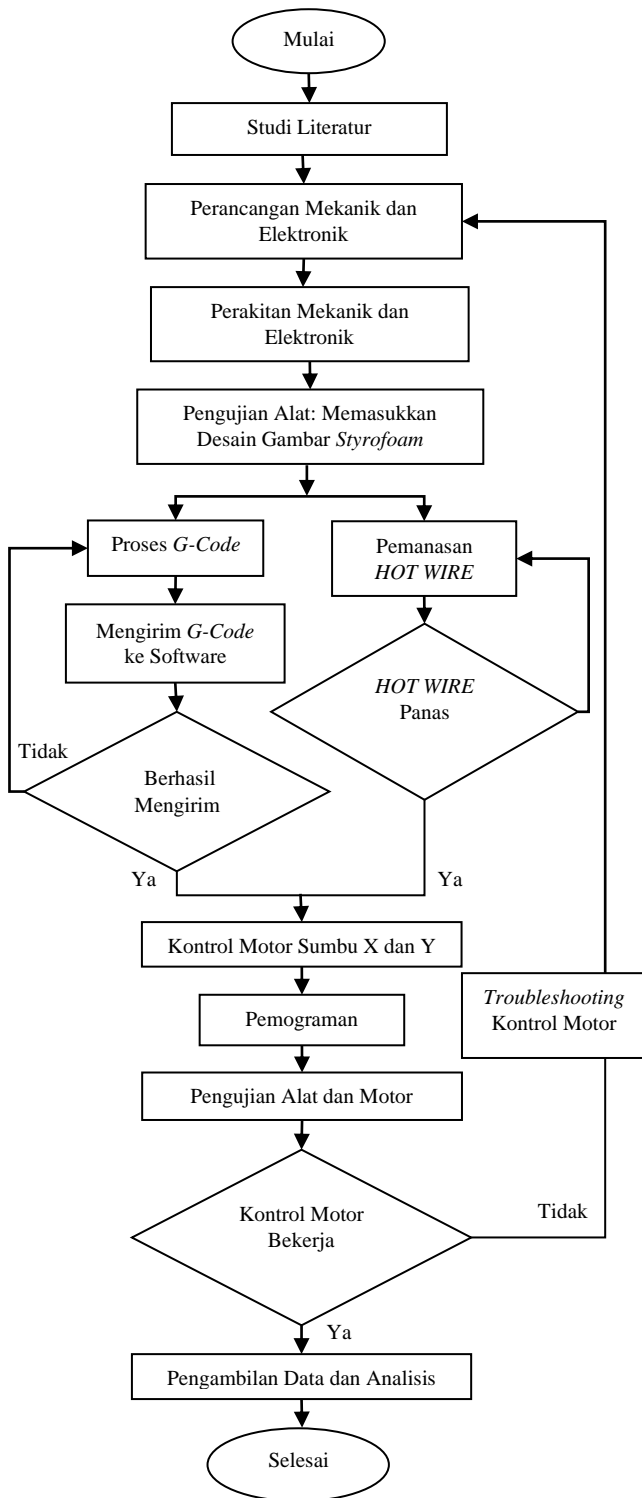 Mulai
Studi Literatur
Perancangan Mekanik dan
Elektronik
Perakitan Mekanik dan
Elektronik
Pengujian Alat: Memasukkan
Desain Gambar Styrofoam
Proses G-Code
Mengirim G-Code
ke Software
Tidak
Berhasil
Mengirim
Ya
Pemanasan
HOT WIRE
HOT WIRE
Panas
Ya
Kontrol Motor Sumbu X dan Y
Pemograman
Pengujian Alat dan Motor
Kontrol Motor
Bekerja
Tidak
Troubleshooting
Kontrol Motor
Ya
Pengambilan Data dan Analisis
Selesai